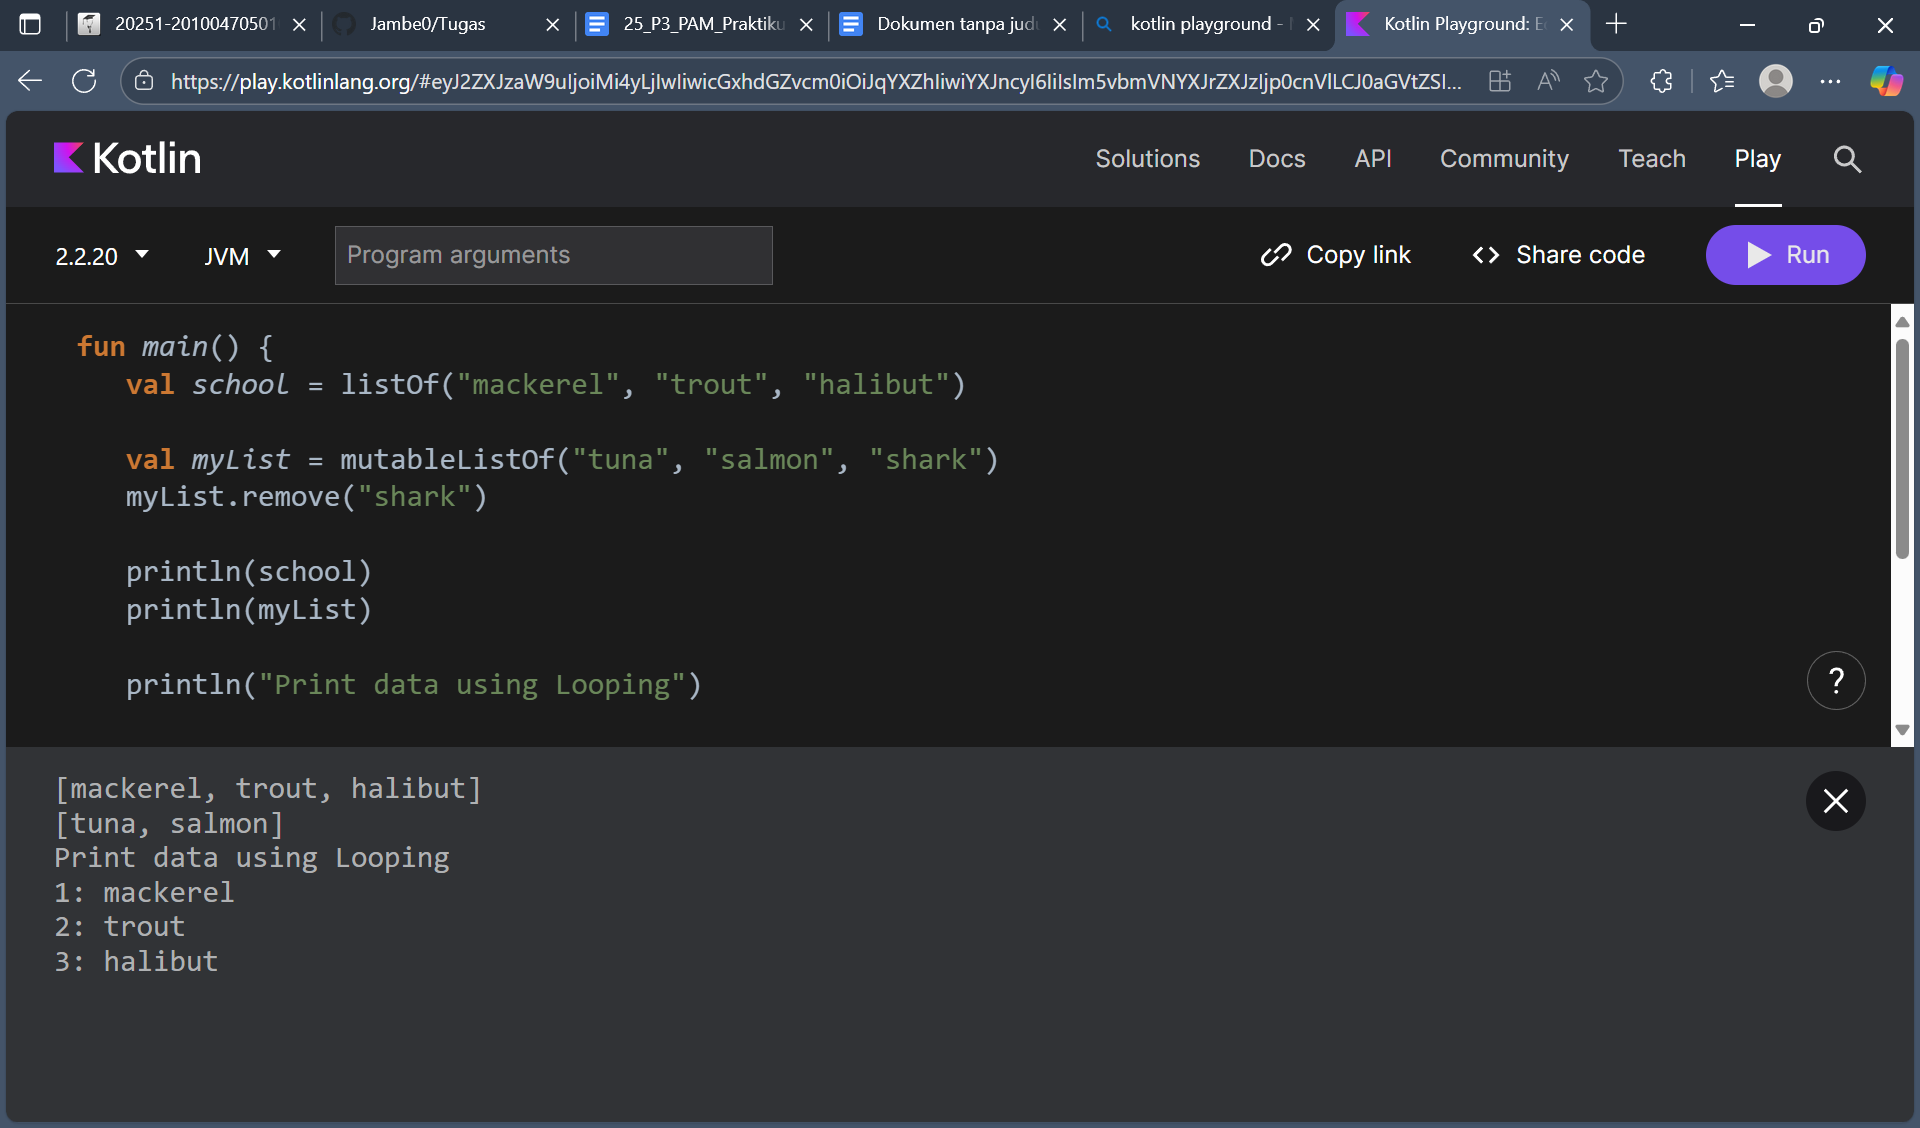 20251-20100470501
Jambe0/Tugas
25_P3_PAM_Praktiku
Dokumen tanpa judu
kotlin playground -
Kotlin Playground: E
https://play.kotlinlang.org/#eyJ2ZXJzaW9uIjoiMi4yLjIwIiwicGxhdGZvcm0iOiJqYXZhIiwiYXJncyI6IiIsIm5vbmVNYXJrZXJzIjp0cnVlLCJ0aGVtZSI...
Kotlin
Solutions
Docs
API
Community
Teach
Play
2.2.20
JVM
Program arguments
Copy link
<> Share code
Run
fun main() {
val school = listOf("mackerel", "trout", "halibut")
val myList = mutableListOf("tuna", "salmon", "shark")
myList.remove("shark")
println(school)
println(myList)
println("Print data using Looping")
?
[mackerel, trout, halibut]
[tuna, salmon]
Print data using Looping
1: mackerel
2: trout
3: halibut